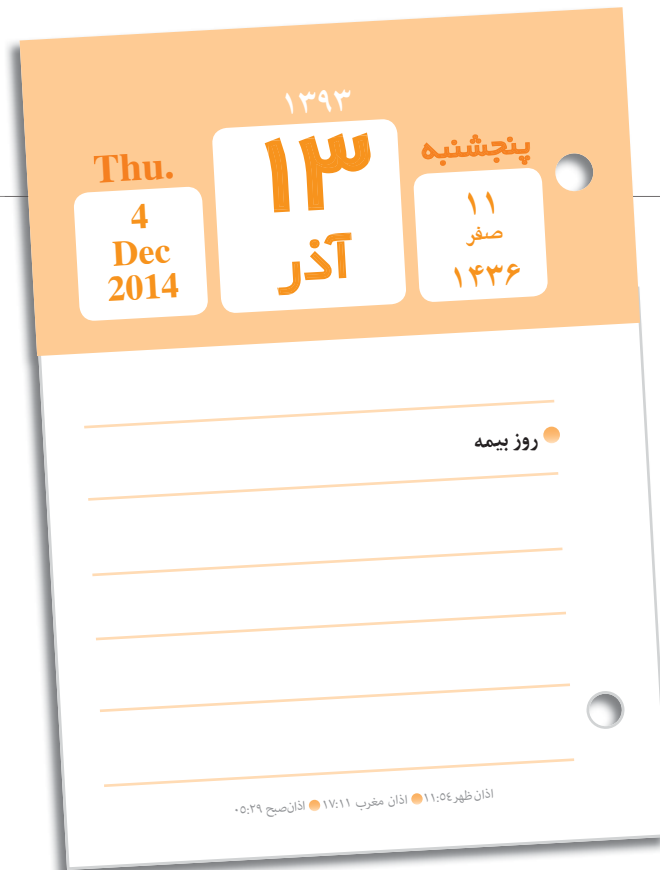 ۱۳۹۳
پنجشنبه
۱۱
صفر
۱۴۳۶
۱۳
آذر
Thu.
4
Dec
2014
روز بیمه
اذان ظهر ۱۱:۵٤ اذان مغرب ۱۷:۱۱ اذان‌صبح ۰۵:۲۹